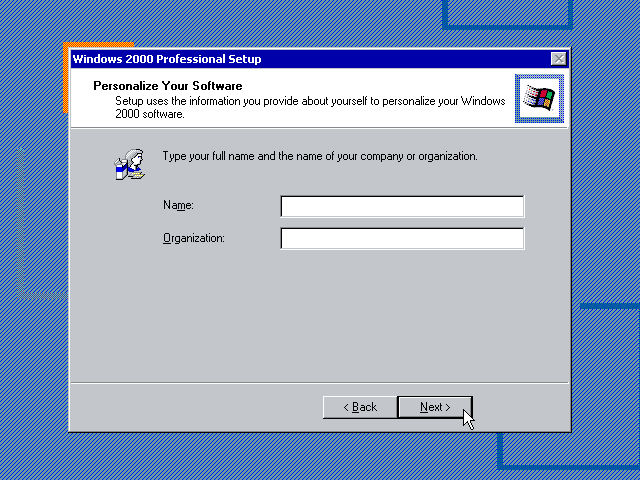 Windows 2000 Professional Setup
Personalize Your Software
Setup uses the information you provide about yourself to personalize your Windows
2000 software.
Type your full name and the name of your company or organization.
Name:
Organization:
< Back
Next >